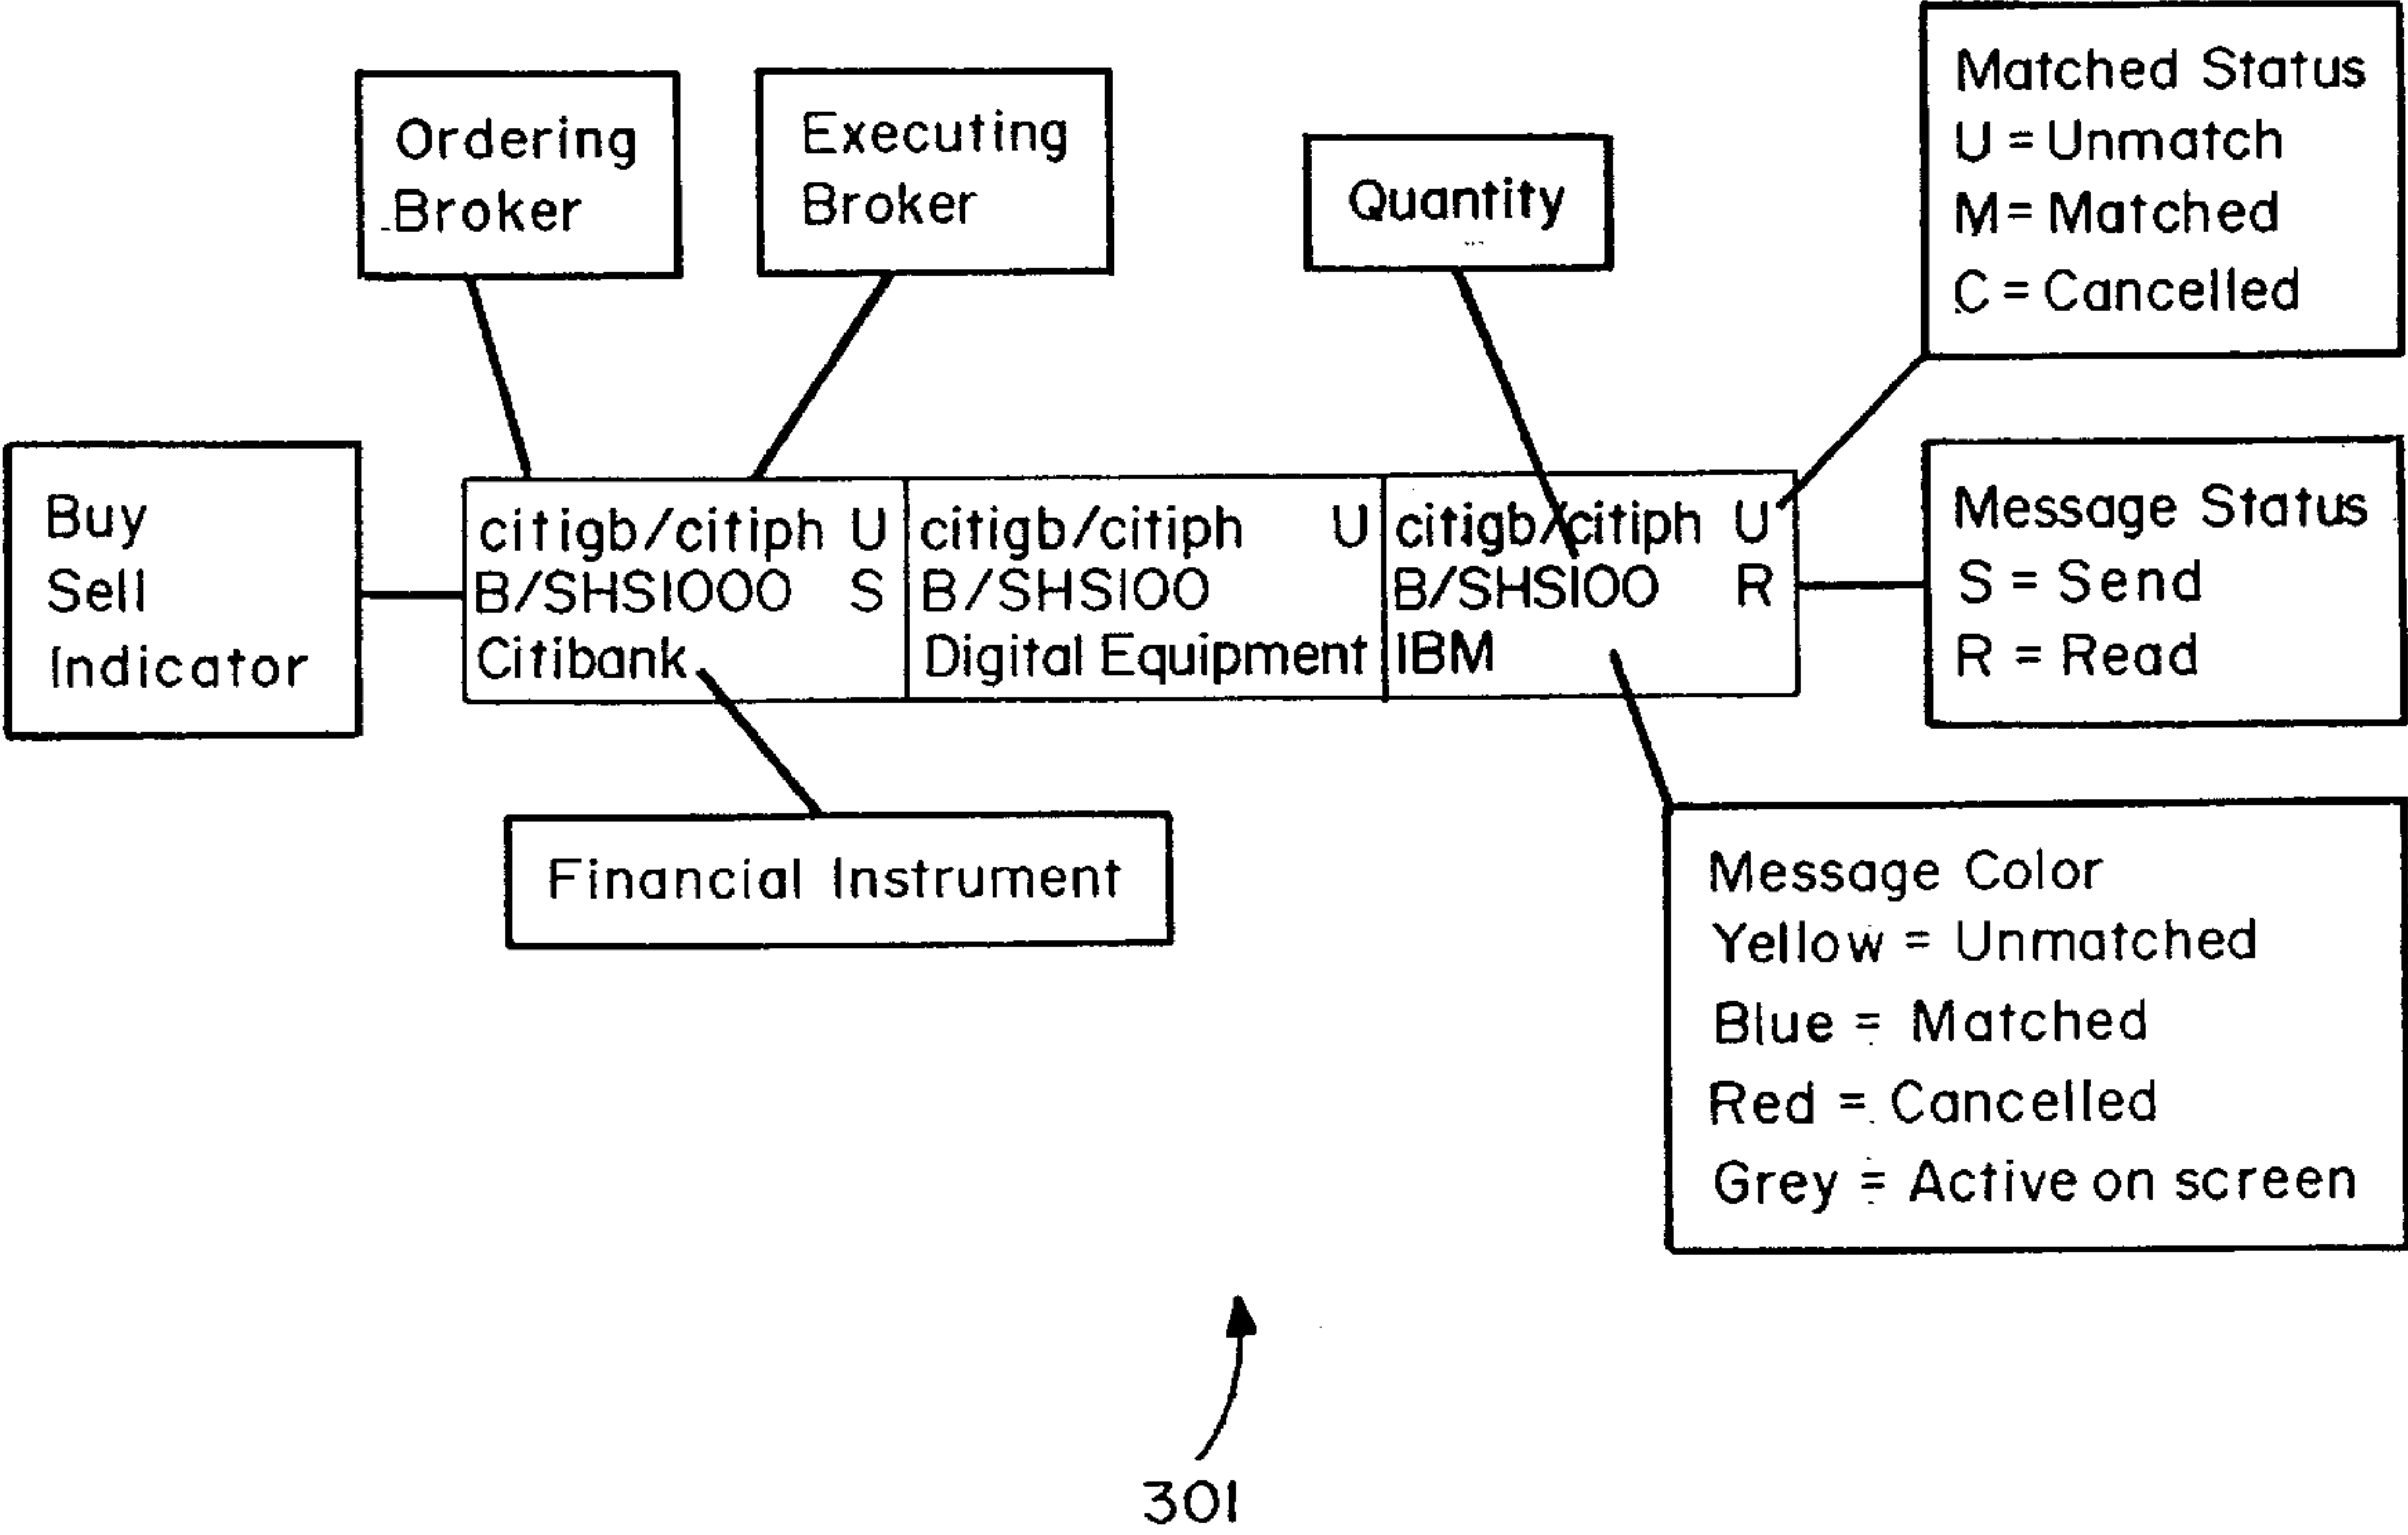 Ordering
Broker
Executing
Broker
Quantity
Matched Status
U = Unmatch
M = Matched
C = Cancelled
Buy
Sell
Indicator
citigb/citiph U
B/SHS1000 S
Citibank
citigb/citiph U
B/SHS100
Digital Equipment
citigb/citiph U
B/SHS100 R
IBM
Message Status
S = Send
R = Read
Financial Instrument
Message Color
Yellow = Unmatched
Blue = Matched
Red = Cancelled
Grey = Active on screen
301